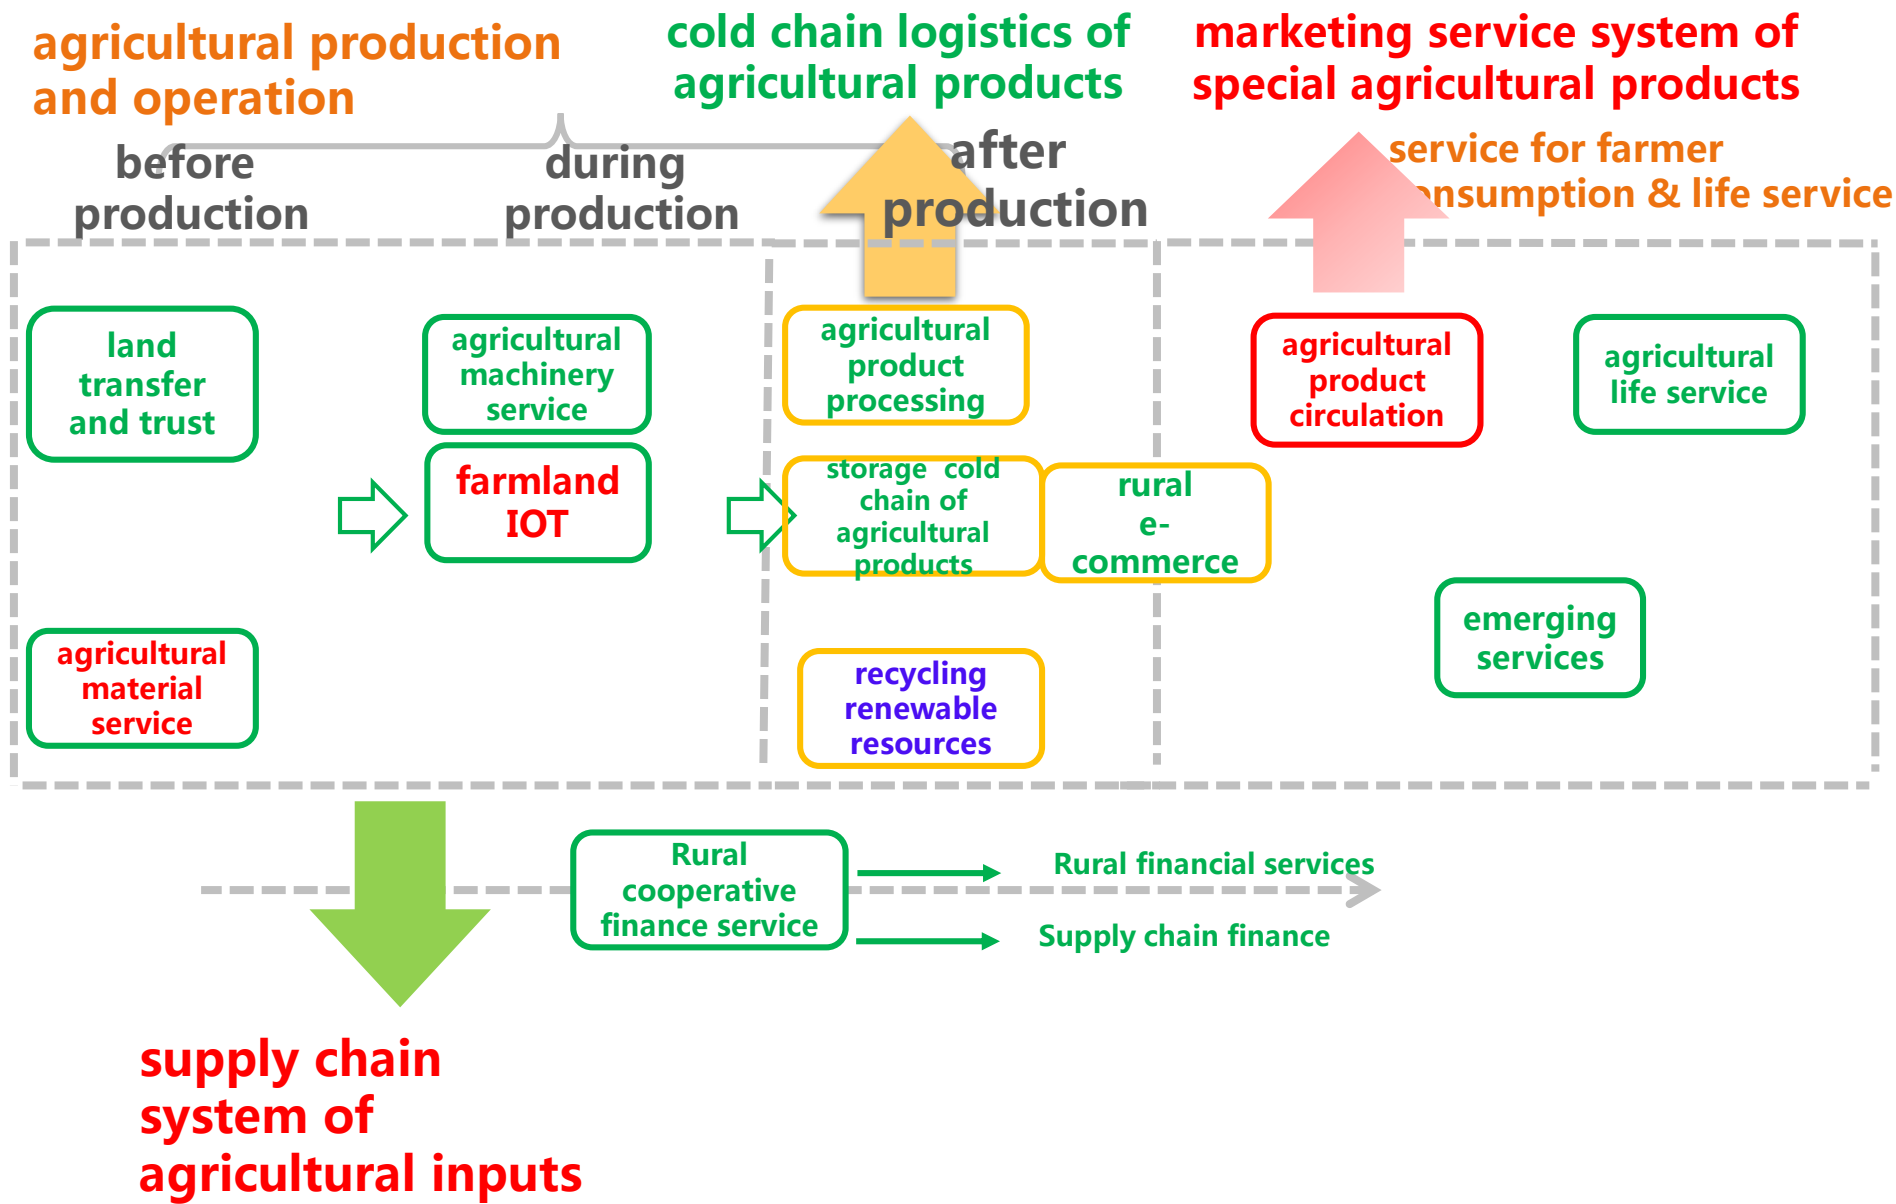 agricultural production
and operation
cold chain logistics of
agricultural products
marketing service system of
special agricultural products
before
production
during
production
after
production
service for farmer
onsumption & life service
land
transfer
and trust
agricultural
machinery
service
farmland
IOT
agricultural
material
service
agricultural
product
processing
storage cold
chain of
agricultural
products
rural
e-
commerce
recycling
renewable
resources
agricultural
product
circulation
agricultural
life service
emerging
services
Rural
cooperative
finance service
Rural financial services
Supply chain finance
supply chain
system of
agricultural inputs